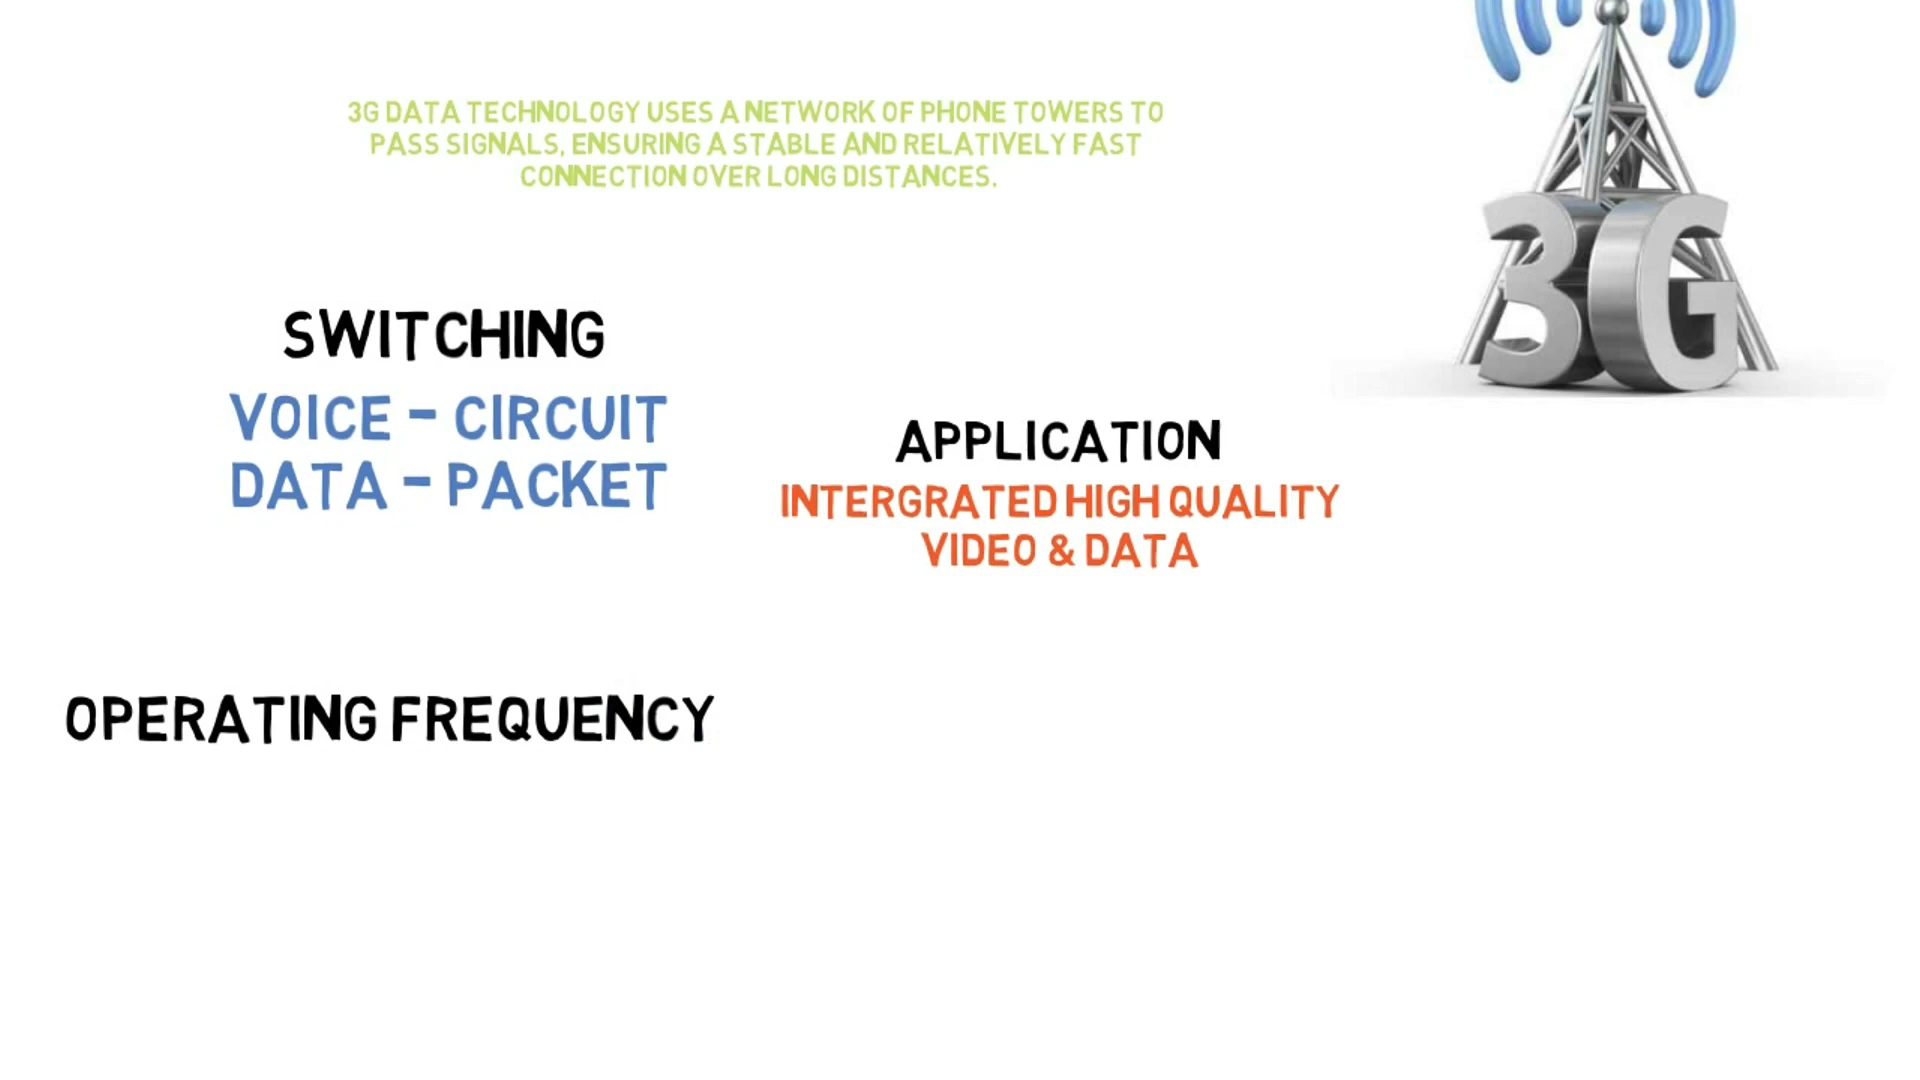 3G DATA TECHNOLOGY USES A NETWORK OF PHONE TOWERS TO
PASS SIGNALS, ENSURING A STABLE AND RELATIVELY FAST
CONNECTION OVER LONG DISTANCES.
3G
SWITCHING
VOICE - CIRCUIT
DATA - PACKET
APPLICATION
INTERGRATED HIGH QUALITY
VIDEO & DATA
OPERATING FREQUENCY